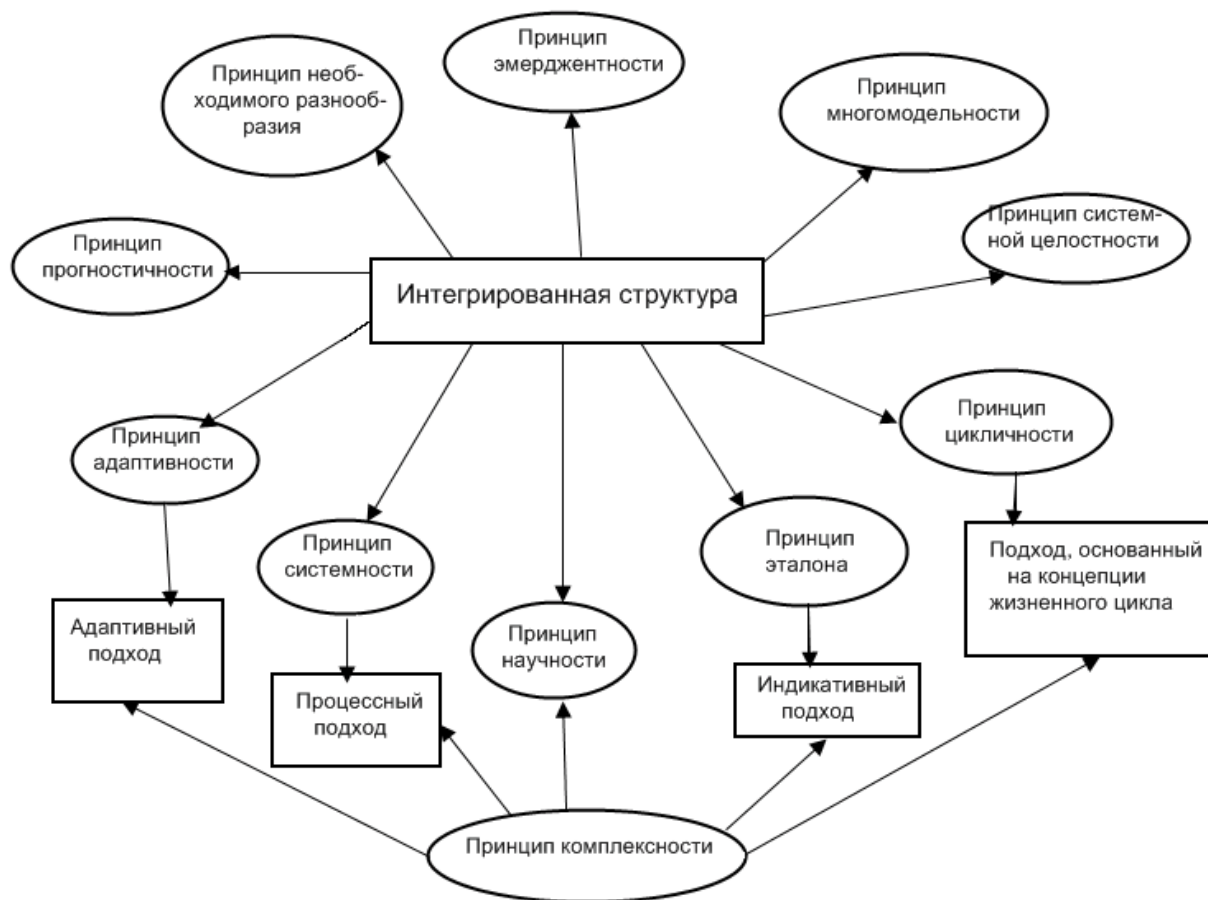 Принцип
эмерджентности
Принцип необ-
ходимого разнооб-
разия
Принцип
многомодельности
Принцип систем-
ной целостности
Принцип
прогностичности
Интегрированная структура
Принцип
адаптивности
Принцип
цикличности
Принцип
системности
Принцип
эталона
Подход, основанный
на концепции
жизненного цикла
Адаптивный
подход
Принцип
научности
Процессный
подход
Индикативный
подход
Принцип комплексности